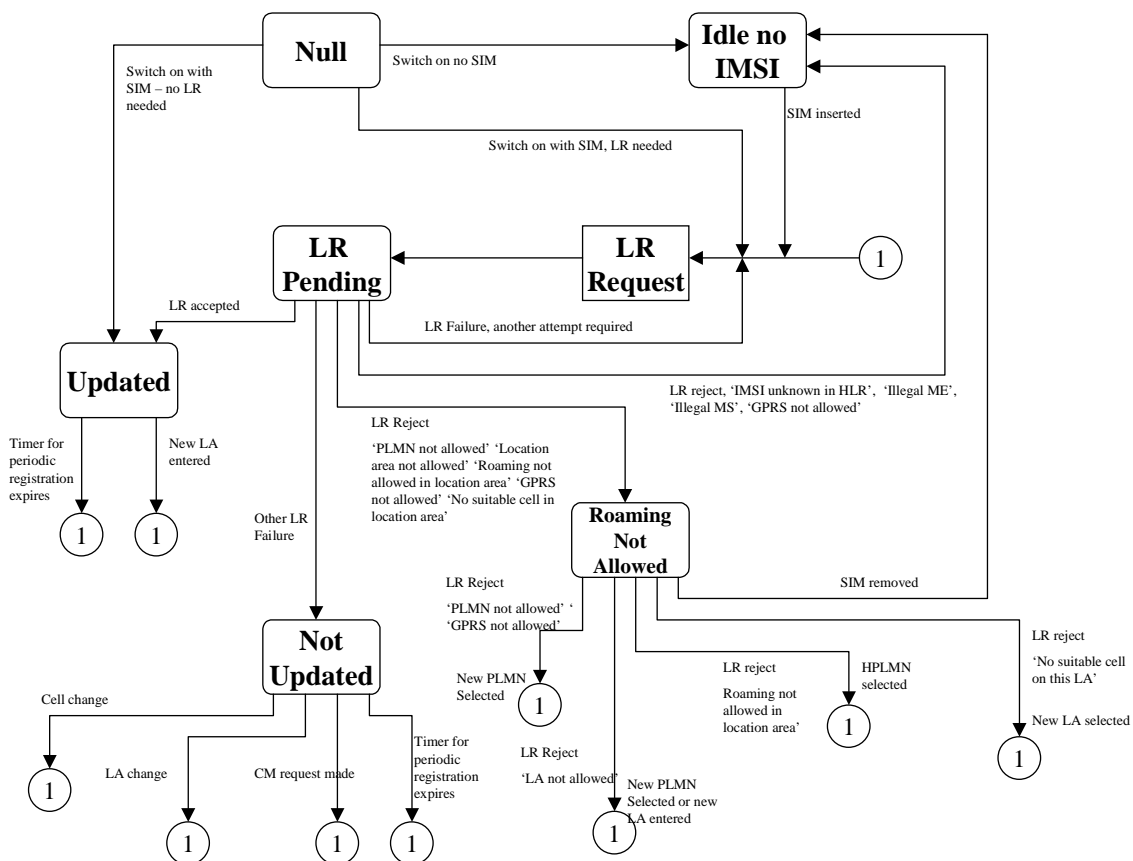 Null
Idle no
IMSI
Switch on with
SIM – no LR
needed
Switch on no SIM
SIM inserted
Switch on with SIM, LR needed
LR
Pending
LR
Request
1
LR accepted
LR Failure, another attempt required
Updated
LR reject, ‘IMSI unknown in HLR’, ‘Illegal ME’,
‘Illegal MS’, ‘GPRS not allowed’
LR Reject
‘PLMN not allowed’ ‘Location
area not allowed’ ‘Roaming not
allowed in location area’ ‘GPRS
not allowed’ ‘No suitable cell in
location area’
Timer for
periodic
registration
expires
New LA
entered
1
1
Other LR
Failure
Roaming
Not
Allowed
SIM removed
LR Reject
‘PLMN not allowed’ ‘
‘GPRS not allowed’
New PLMN
Selected
1
LR reject
Roaming not
allowed in
location area’
HPLMN
selected
1
LR reject
‘No suitable cell
on this LA’
New LA selected
1
Not
Updated
Cell change
1
LA change
1
CM request made
1
Timer for
periodic
registration
expires
1
LR Reject
‘LA not allowed’
New PLMN
Selected or new
LA entered
1